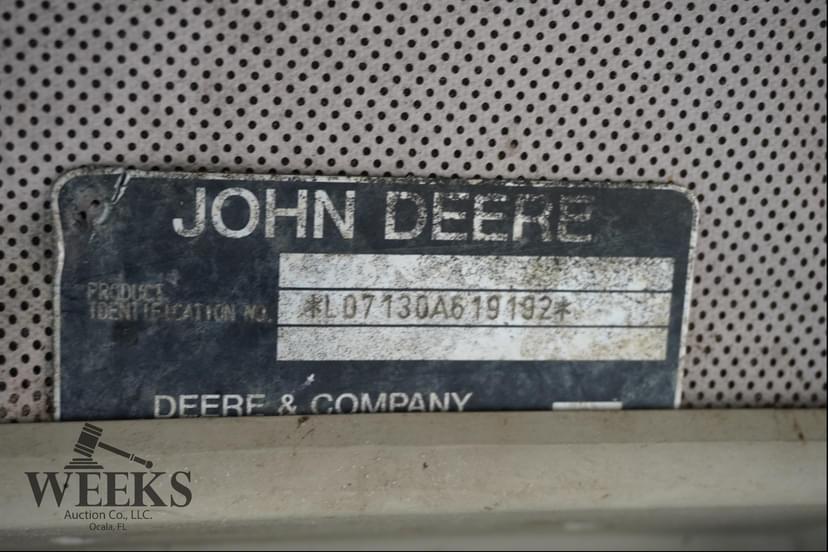 JOHN DEERE
PRODUCT
IDENTIFICATION NO.
*L07130A619192*
DEERE & COMPANY
WEEKS
Auction Co., LLC.
Ocala, FL